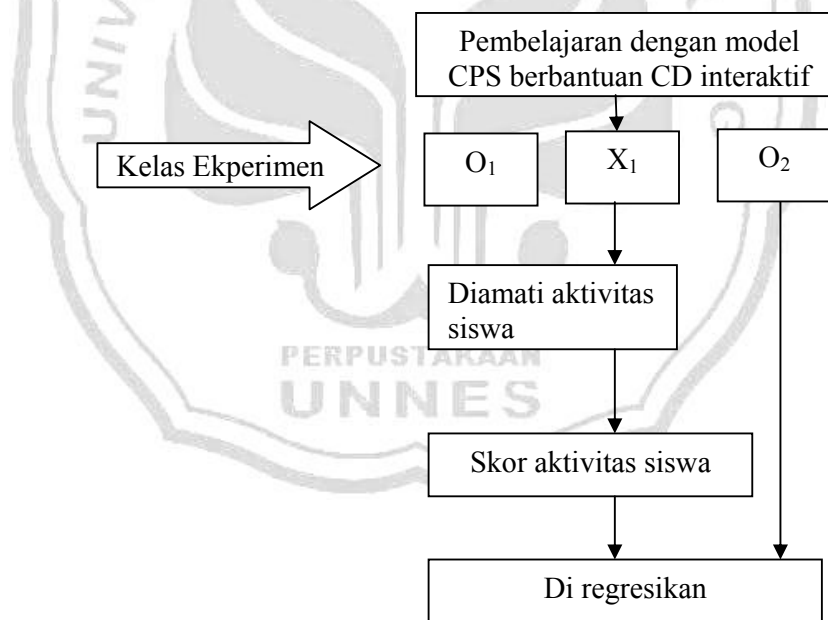 Pembelajaran dengan model
CPS berbantuan CD interaktif
Kelas Ekperimen
O₁
X₁
O₂
Diamati aktivitas
siswa
PERPUSTAKAAN
UNNES
Skor aktivitas siswa
Di regresikan